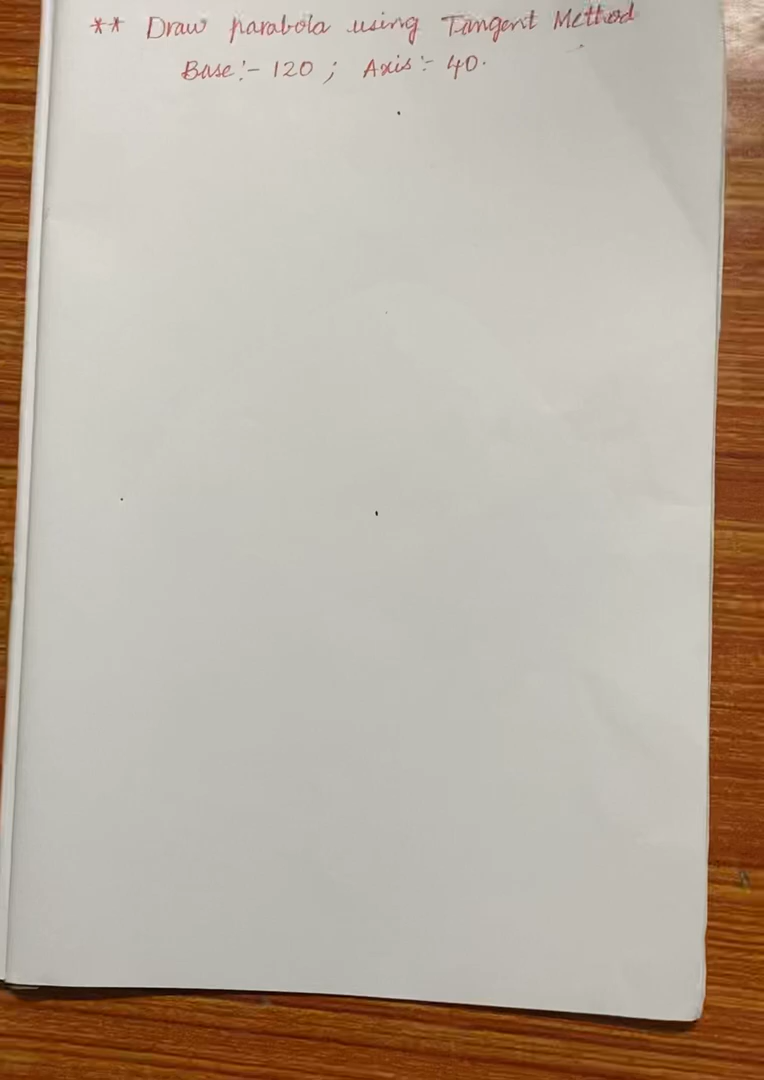 ** Draw parabola using Tangent Method
Base:- 120 ; Axis:- 40.